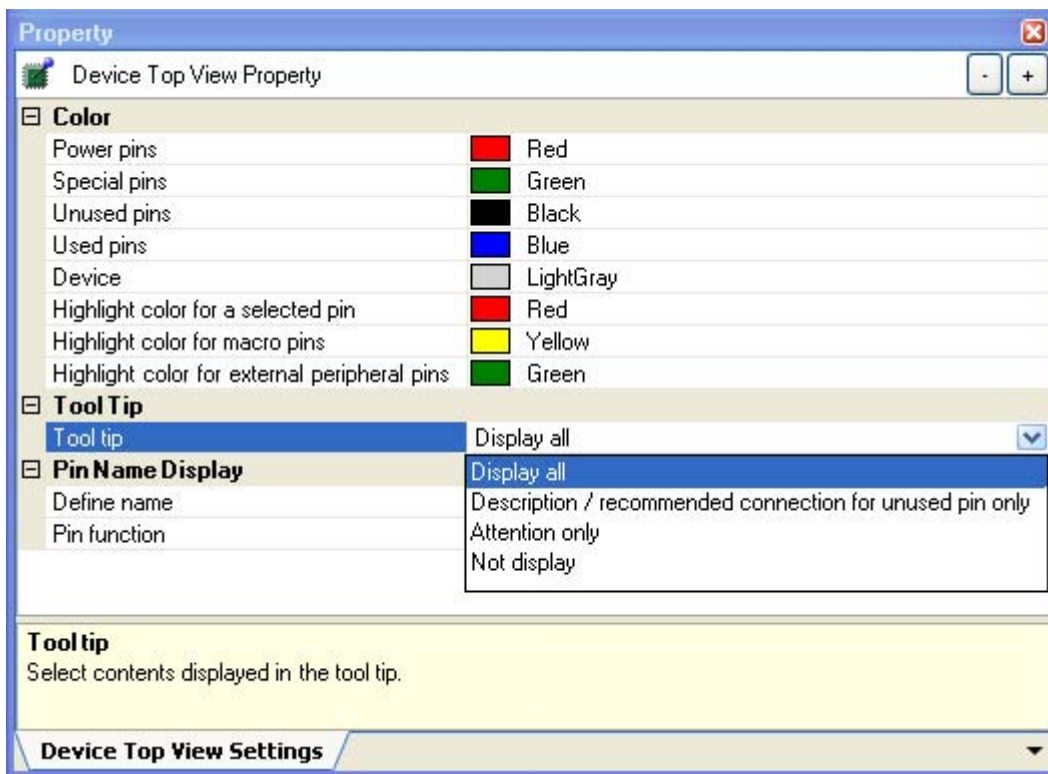 Property
Device Top View Property
- +
Color
Power pins Red
Special pins Green
Unused pins Black
Used pins Blue
Device LightGray
Highlight color for a selected pin Red
Highlight color for macro pins Yellow
Highlight color for external peripheral pins Green
Tool Tip
Tool tip Display all
Pin Name Display Display all
Define name Description / recommended connection for unused pin only
Pin function Attention only
Not display
Tool tip
Select contents displayed in the tool tip.
Device Top View Settings